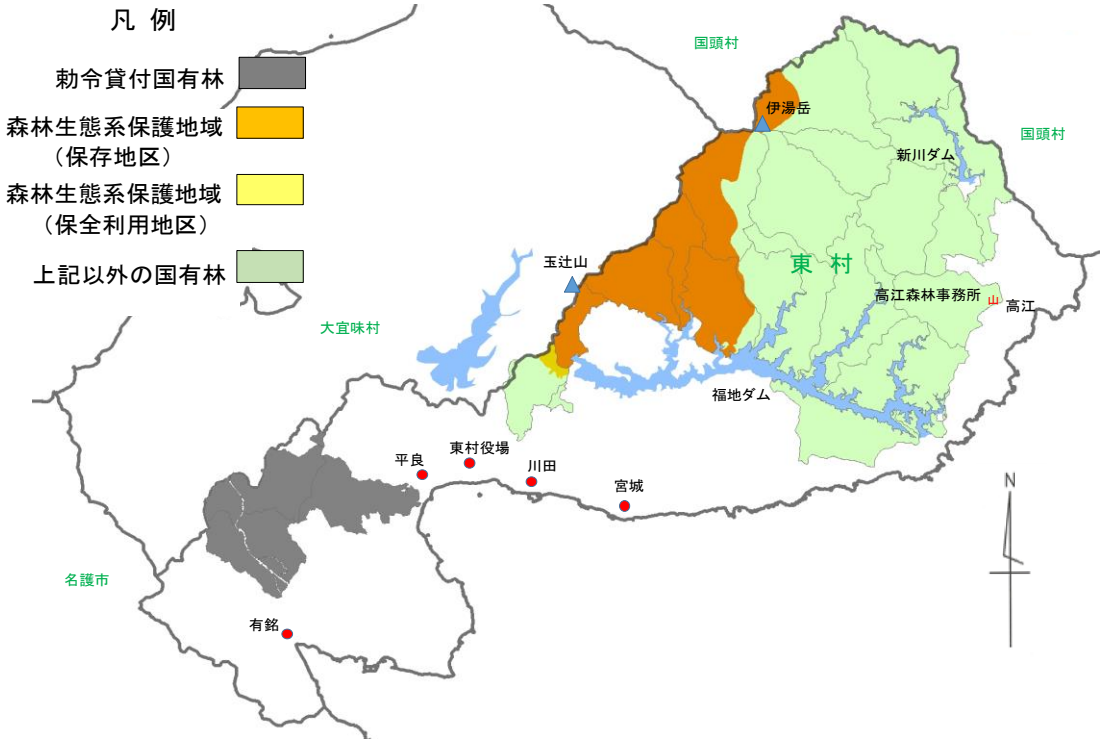 凡 例
勅令貸付国有林
森林生態系保護地域
（保存地区）
森林生態系保護地域
（保全利用地区）
上記以外の国有林
国頭村
伊湯岳
国頭村
新川ダム
玉辻山
東 村
高江森林事務所
山
高江
大宜味村
福地ダム
東村役場
平良
川田
宮城
N
名護市
有銘